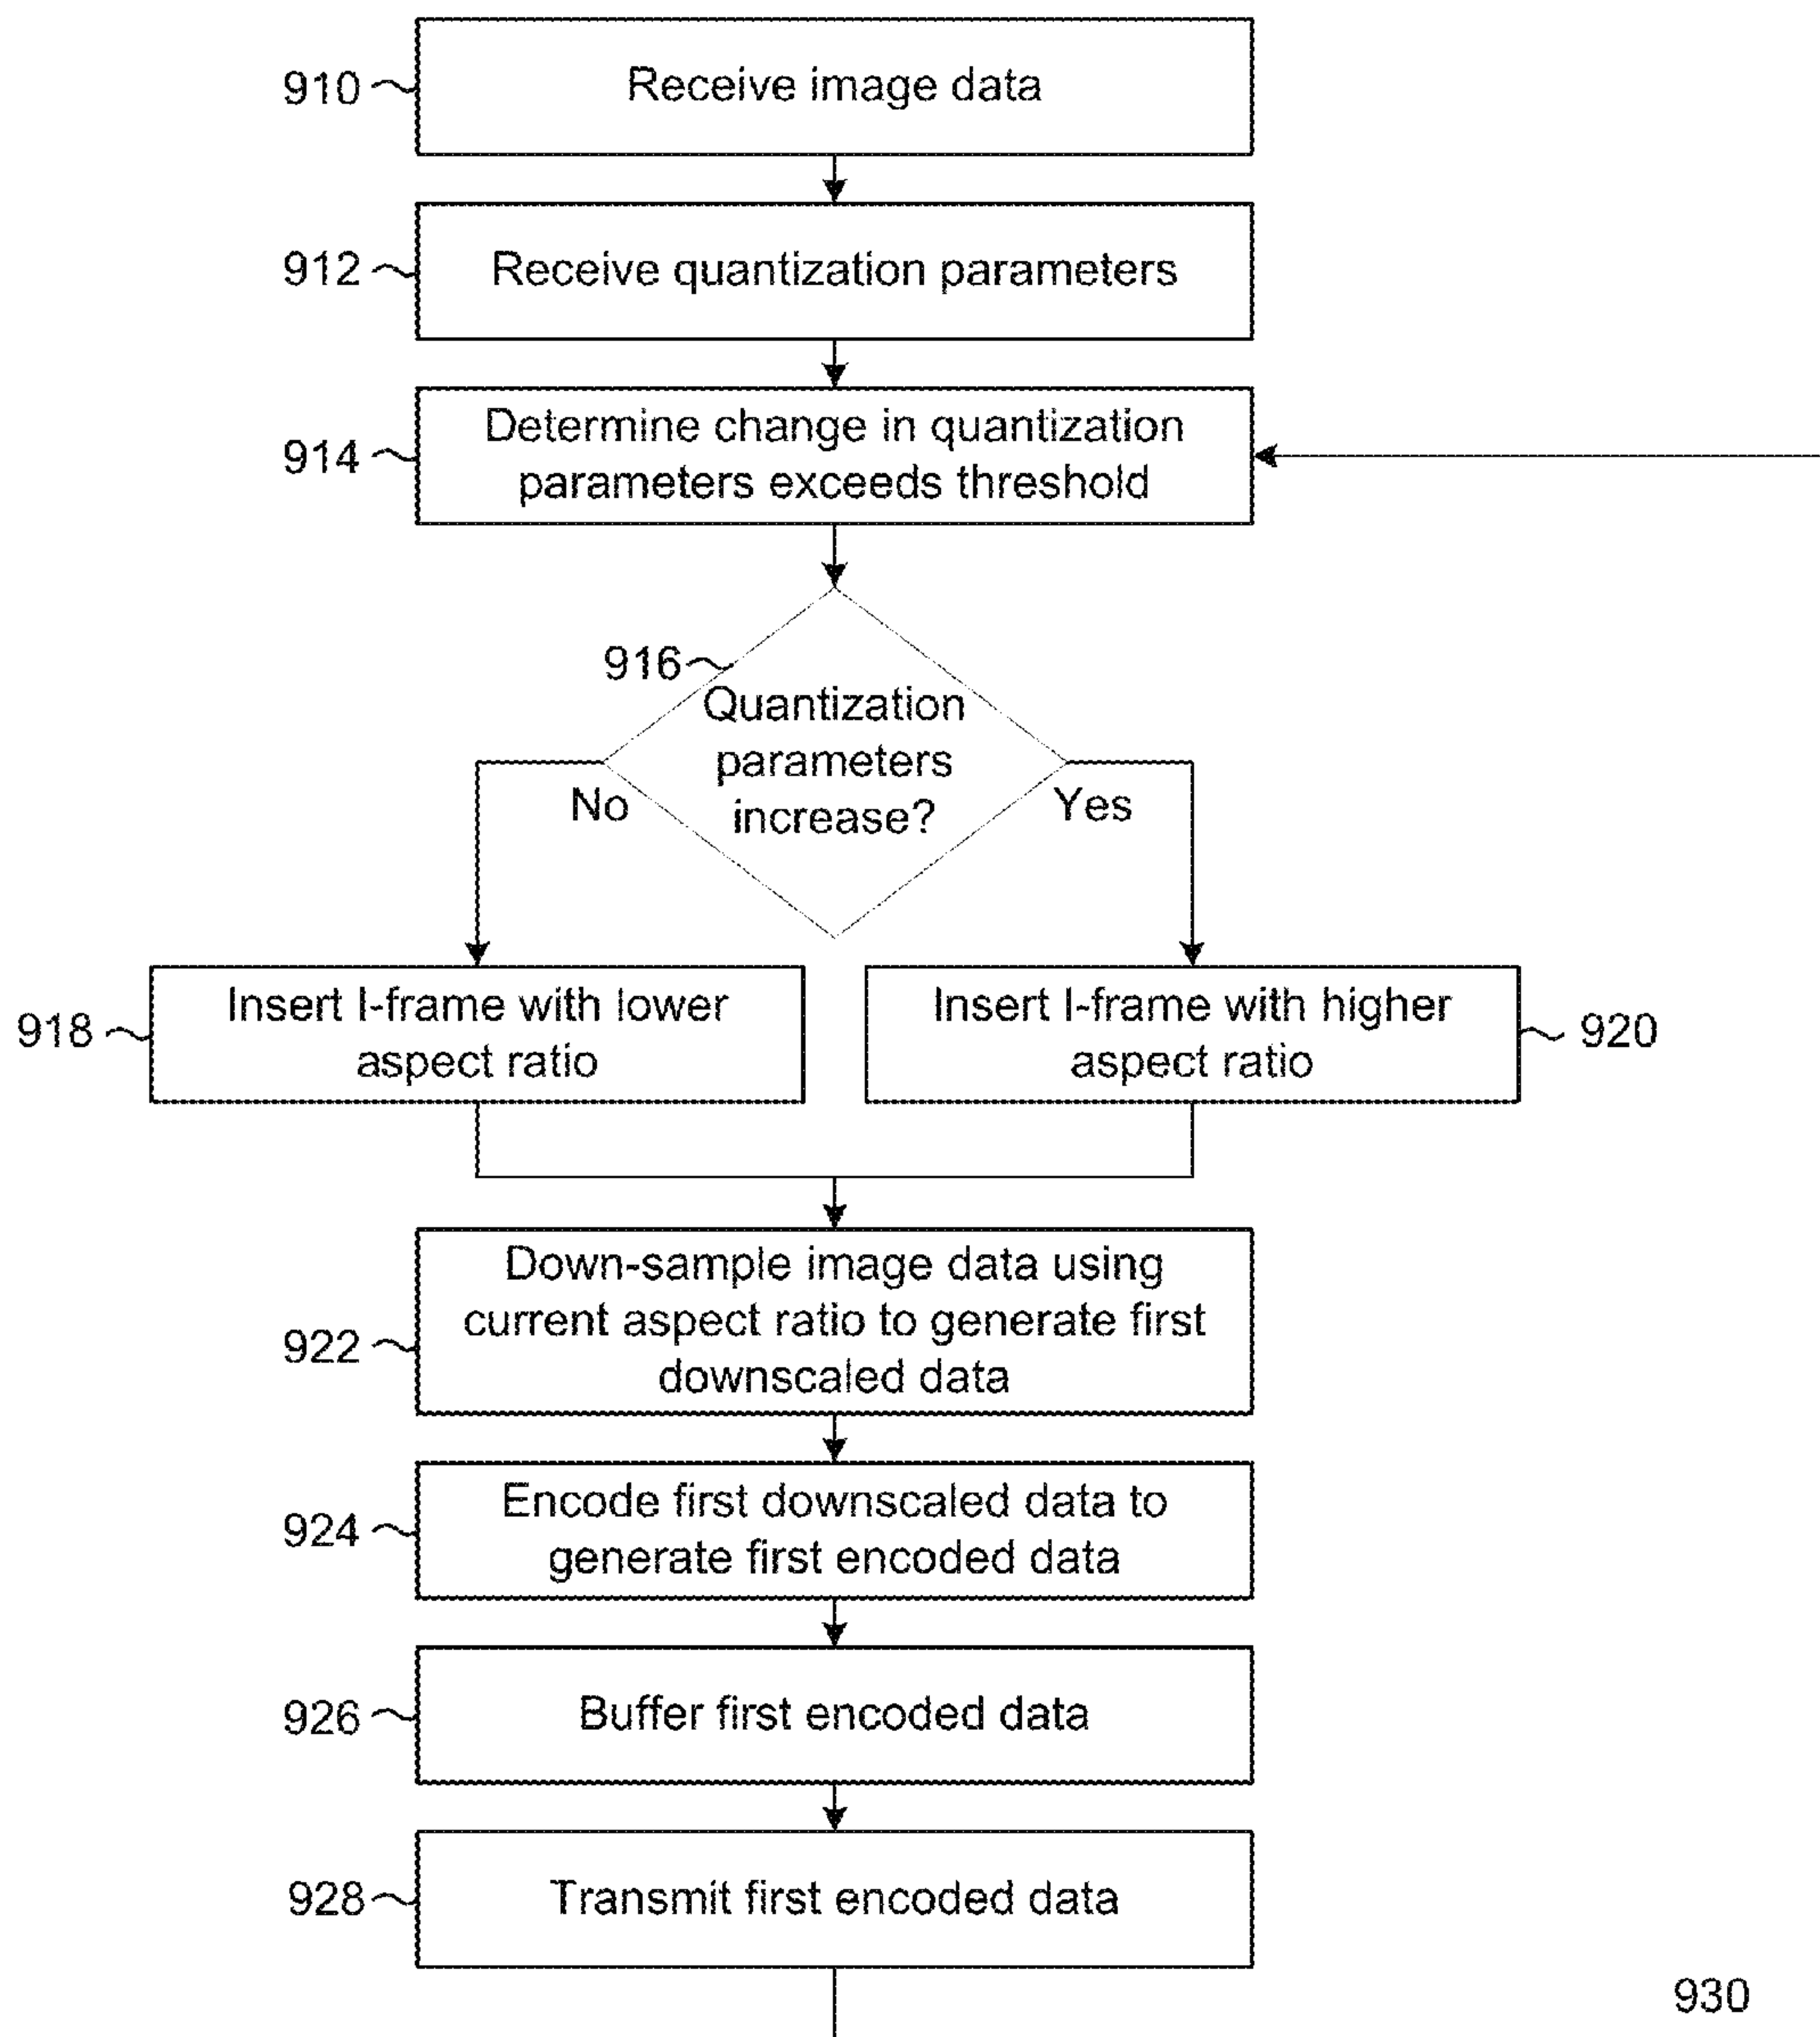 910
Receive image data
912
Receive quantization parameters
914
Determine change in quantization
parameters exceeds threshold
916
Quantization
parameters
increase?
No
Yes
918
Insert I-frame with lower
aspect ratio
Insert I-frame with higher
aspect ratio
920
922
Down-sample image data using
current aspect ratio to generate first
downscaled data
924
Encode first downscaled data to
generate first encoded data
926
Buffer first encoded data
928
Transmit first encoded data
930